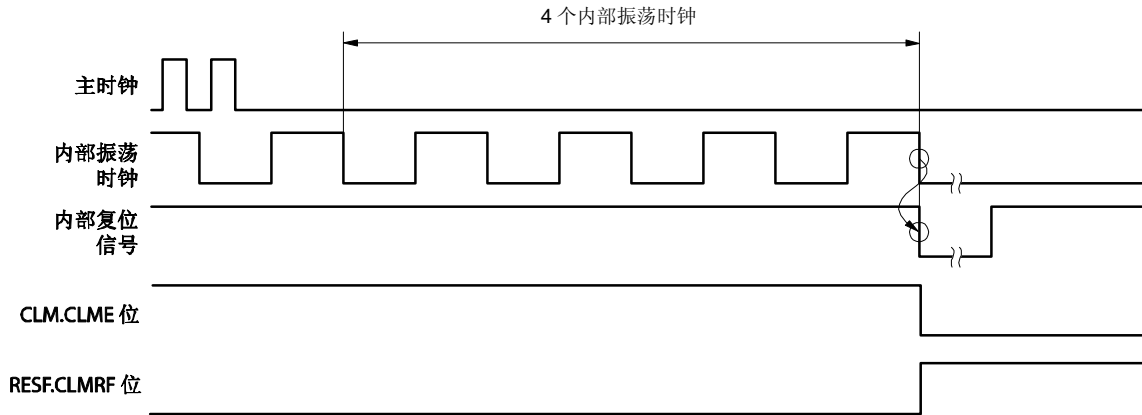 4 个内部振荡时钟
主时钟
内部振荡
时钟
内部复位
信号
CLM.CLME 位
RESF.CLMRF 位